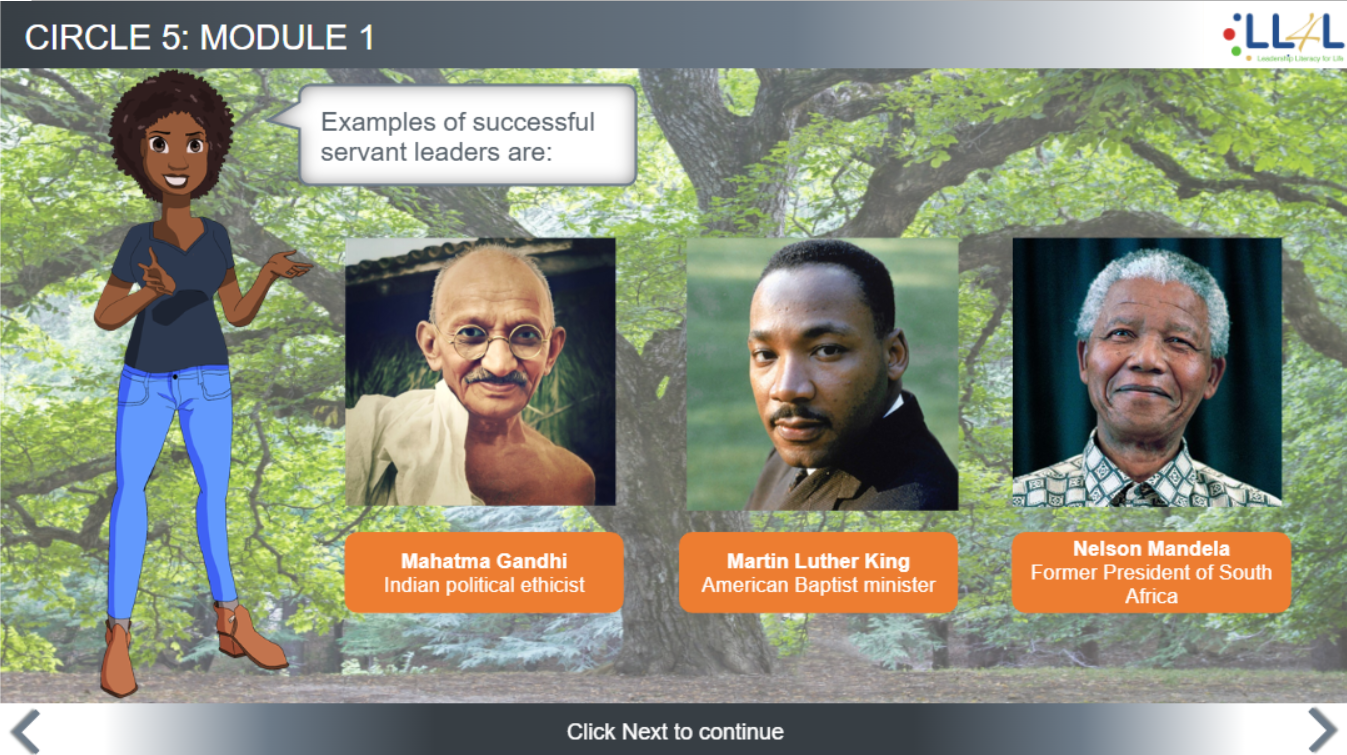 CIRCLE 5: MODULE 1
LL4L
Leadership Literacy for Life
Examples of successful
servant leaders are:
Mahatma Gandhi
Indian political ethicist
Martin Luther King
American Baptist minister
Nelson Mandela
Former President of South
Africa
Click Next to continue